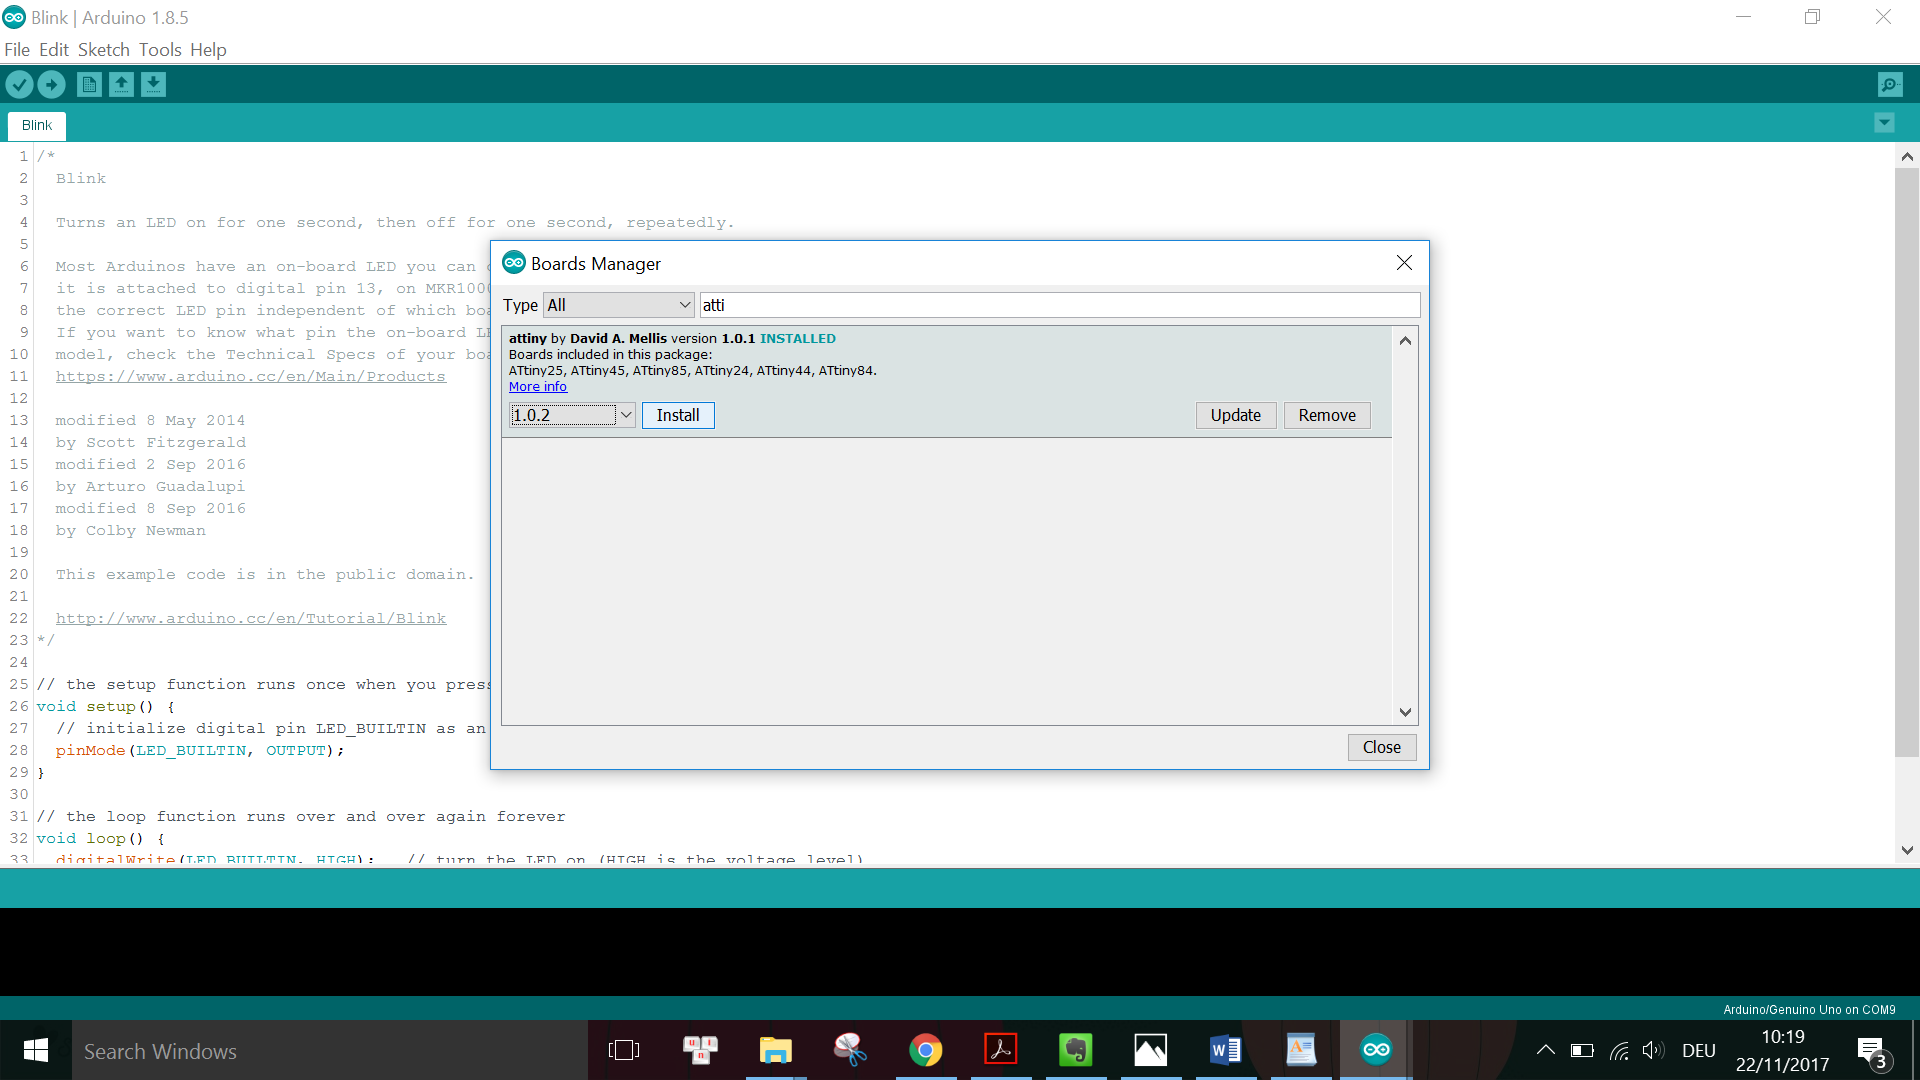 Blink | Arduino 1.8.5
File Edit Sketch Tools Help
Blink
1 /*
2 Blink
3
4 Turns an LED on for one second, then off for one second, repeatedly.
5
6 Most Arduinos have an on-board LED you can
7 it is attached to digital pin 13, on MKR1000
8 the correct LED pin independent of which boa
9 If you want to know what pin the on-board LE
10 model, check the Technical Specs of your boa
11 https://www.arduino.cc/en/Main/Products
12
13 modified 8 May 2014
14 by Scott Fitzgerald
15 modified 2 Sep 2016
16 by Arturo Guadalupi
17 modified 8 Sep 2016
18 by Colby Newman
19
20 This example code is in the public domain.
21
22 http://www.arduino.cc/en/Tutorial/Blink
23 */
24
25 // the setup function runs once when you press
26 void setup() {
27 // initialize digital pin LED_BUILTIN as an
28 pinMode(LED_BUILTIN, OUTPUT);
29 }
30
31 // the loop function runs over and over again forever
32 void loop() {
33 digitalWrite(LED_BUILTIN, HIGH); // turn the LED on (HIGH is the voltage level)
Boards Manager
Type All atti
attiny by David A. Mellis version 1.0.1 INSTALLED
Boards included in this package:
ATtiny25, ATtiny45, ATtiny85, ATtiny24, ATtiny44, ATtiny84.
More info
1.0.2 Install Update Remove
Close
Arduino/Genuino Uno on COM9
Search Windows
DEU
10:19
22/11/2017
3